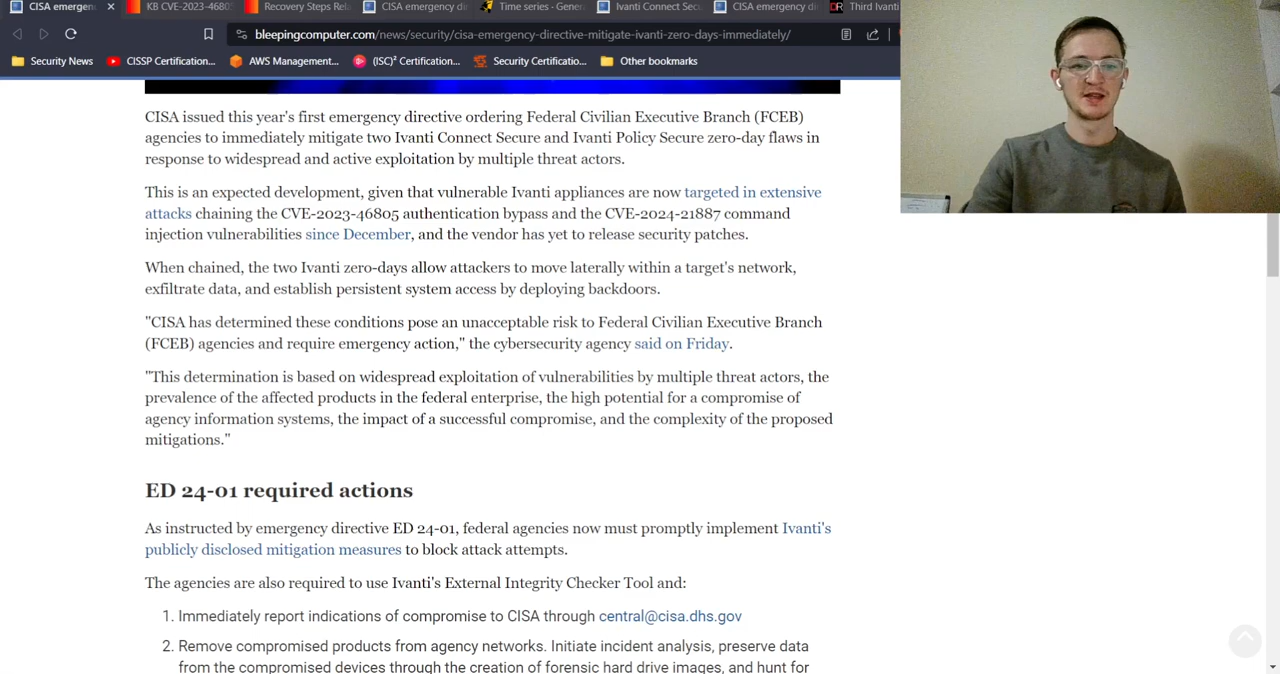 CISA emergen
KB CVE-2023-4680
Recovery Steps Rela
CISA emergency di
Time series - Gener
Ivanti Connect Sec
CISA emergency di
Third Ivanti
bleepingcomputer.com/news/security/cisa-emergency-directive-mitigate-ivanti-zero-days-immediately/
Security News
CISSP Certification...
AWS Management...
(ISC)² Certification...
Security Certificatio...
Other bookmarks
CISA issued this year's first emergency directive ordering Federal Civilian Executive Branch (FCEB)
agencies to immediately mitigate two Ivanti Connect Secure and Ivanti Policy Secure zero-day flaws in
response to widespread and active exploitation by multiple threat actors.
This is an expected development, given that vulnerable Ivanti appliances are now targeted in extensive
attacks chaining the CVE-2023-46805 authentication bypass and the CVE-2024-21887 command
injection vulnerabilities since December, and the vendor has yet to release security patches.
When chained, the two Ivanti zero-days allow attackers to move laterally within a target's network,
exfiltrate data, and establish persistent system access by deploying backdoors.
"CISA has determined these conditions pose an unacceptable risk to Federal Civilian Executive Branch
(FCEB) agencies and require emergency action," the cybersecurity agency said on Friday.
"This determination is based on widespread exploitation of vulnerabilities by multiple threat actors, the
prevalence of the affected products in the federal enterprise, the high potential for a compromise of
agency information systems, the impact of a successful compromise, and the complexity of the proposed
mitigations."
ED 24-01 required actions
As instructed by emergency directive ED 24-01, federal agencies now must promptly implement Ivanti's
publicly disclosed mitigation measures to block attack attempts.
The agencies are also required to use Ivanti's External Integrity Checker Tool and:
1. Immediately report indications of compromise to CISA through central@cisa.dhs.gov
2. Remove compromised products from agency networks. Initiate incident analysis, preserve data
from the compromised devices through the creation of forensic hard drive images, and hunt for